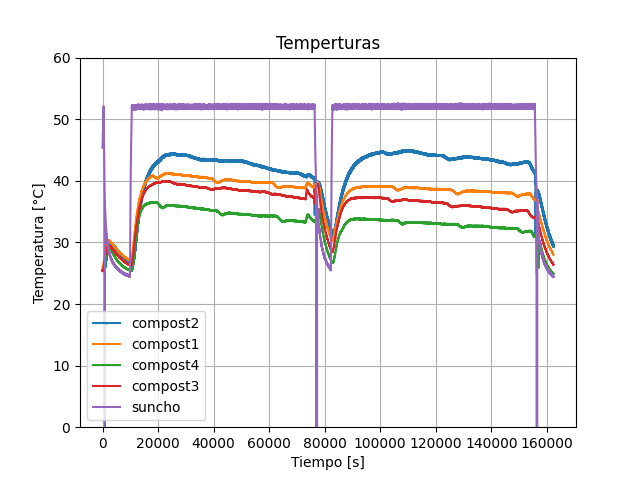 Temperturas
60
50
40
30
20
10
0
Temperatura [°C]
compost2
compost1
compost4
compost3
suncho
0 20000 40000 60000 80000 100000 120000 140000 160000
Tiempo [s]